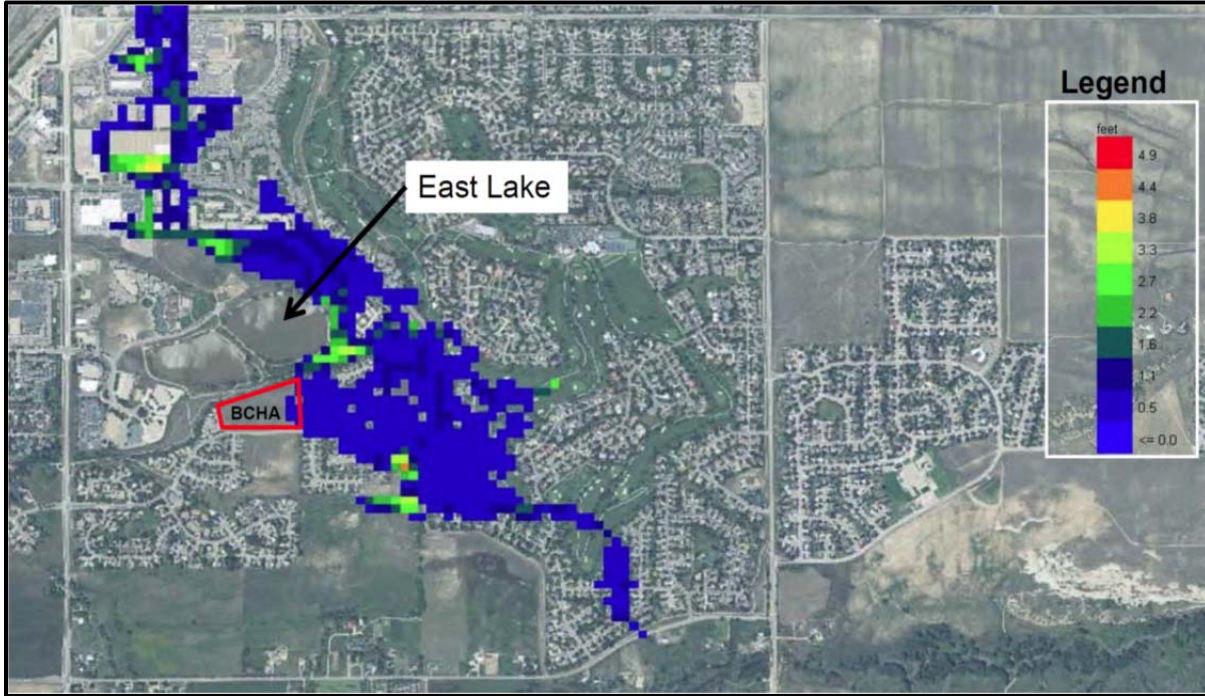 Legend
feet
4.9
4.4
3.8
3.3
2.7
2.2
1.6
1.1
0.5
<= 0.0
East Lake
BCHA